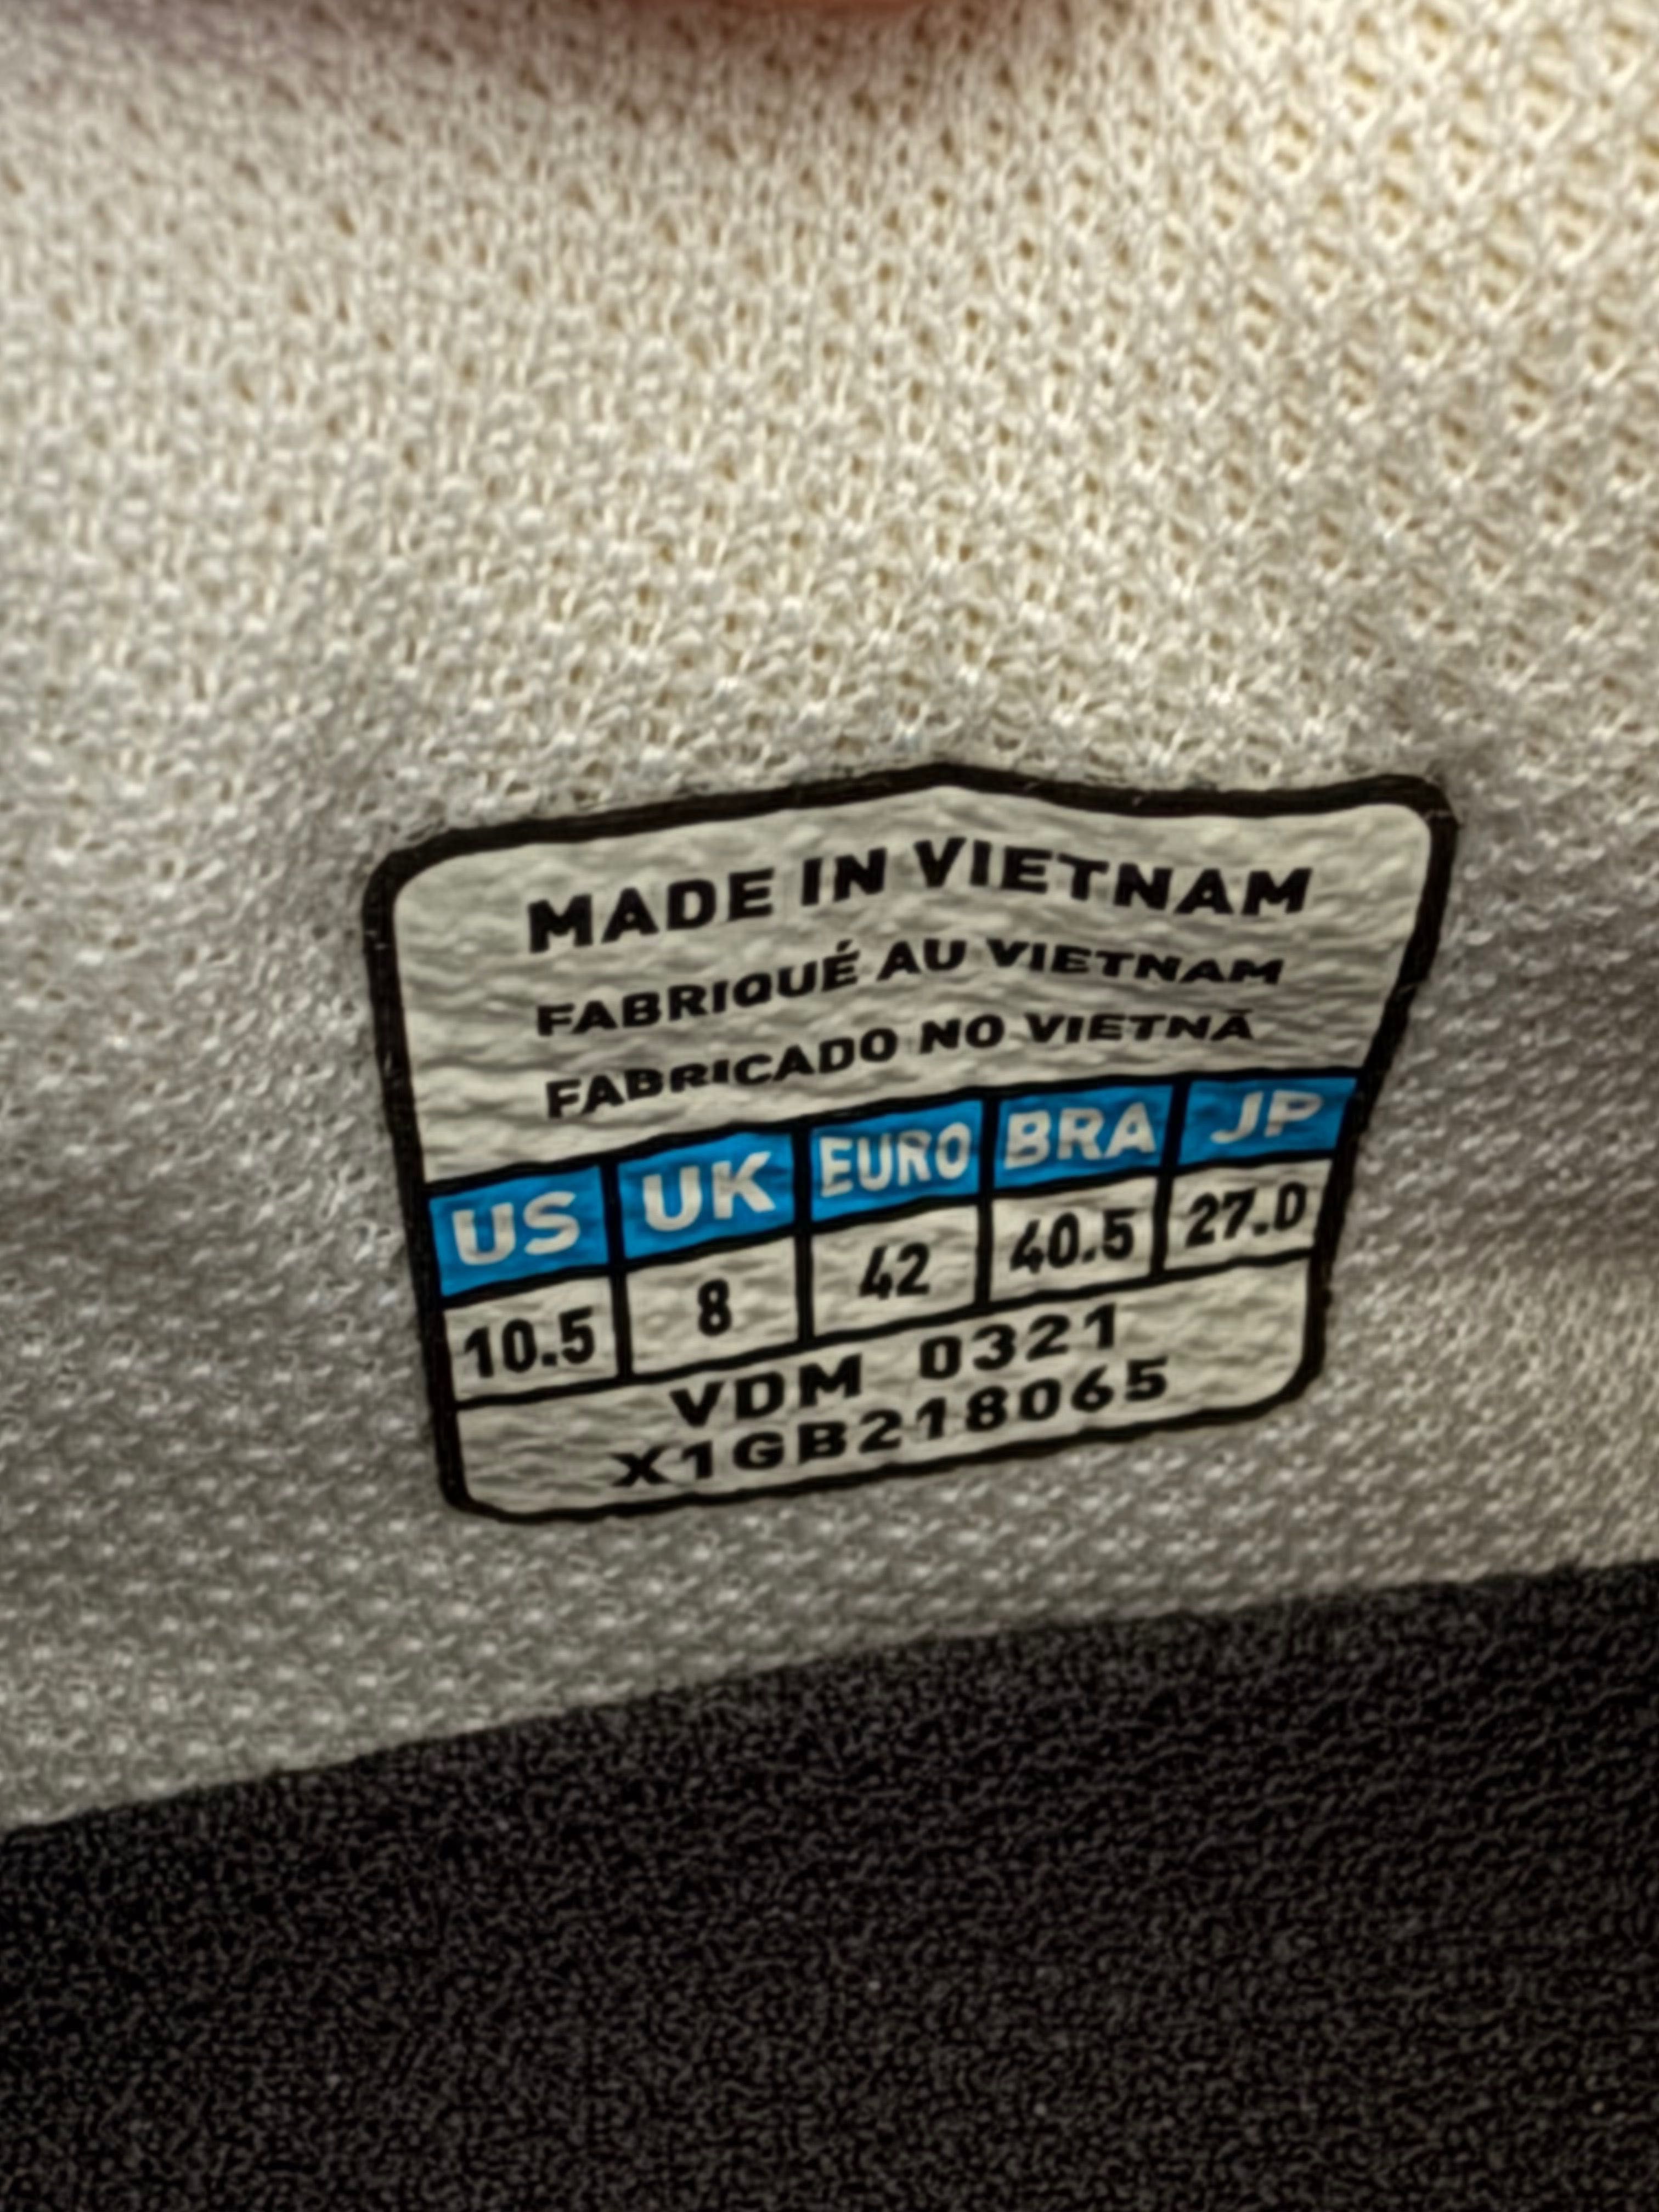 MADE IN VIETNAM
FABRIQUÉ AU VIETNAM
FABRICADO NO VIETNÃ
US UK EURO BRA JP
10.5 8 42 40.5 27.0
VDM 0321
X1GB218065